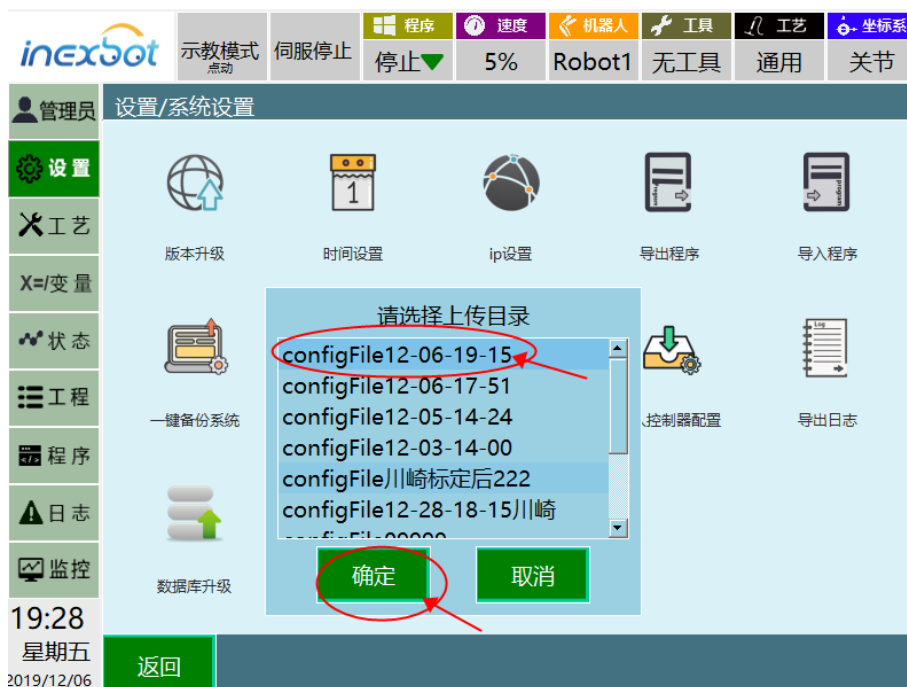 inexbot
示教模式
点动
伺服停止
程序
停止
速度
5%
机器人
Robot1
工具
无工具
工艺
通用
坐标系
关节
管理员
设置/系统设置
设置
工艺
X=/变量
状态
工程
程序
日志
监控
19:28
星期五
2019/12/06
1
版本升级
时间设置
ip设置
导出程序
导入程序
program
program
请选择上传目录
configFile12-06-19-15
configFile12-06-17-51
configFile12-05-14-24
configFile12-03-14-00
configFile川崎标定后222
configFile12-28-18-15川崎
确定
取消
一键备份系统
控制器配置
Log
导出日志
数据库升级
返回